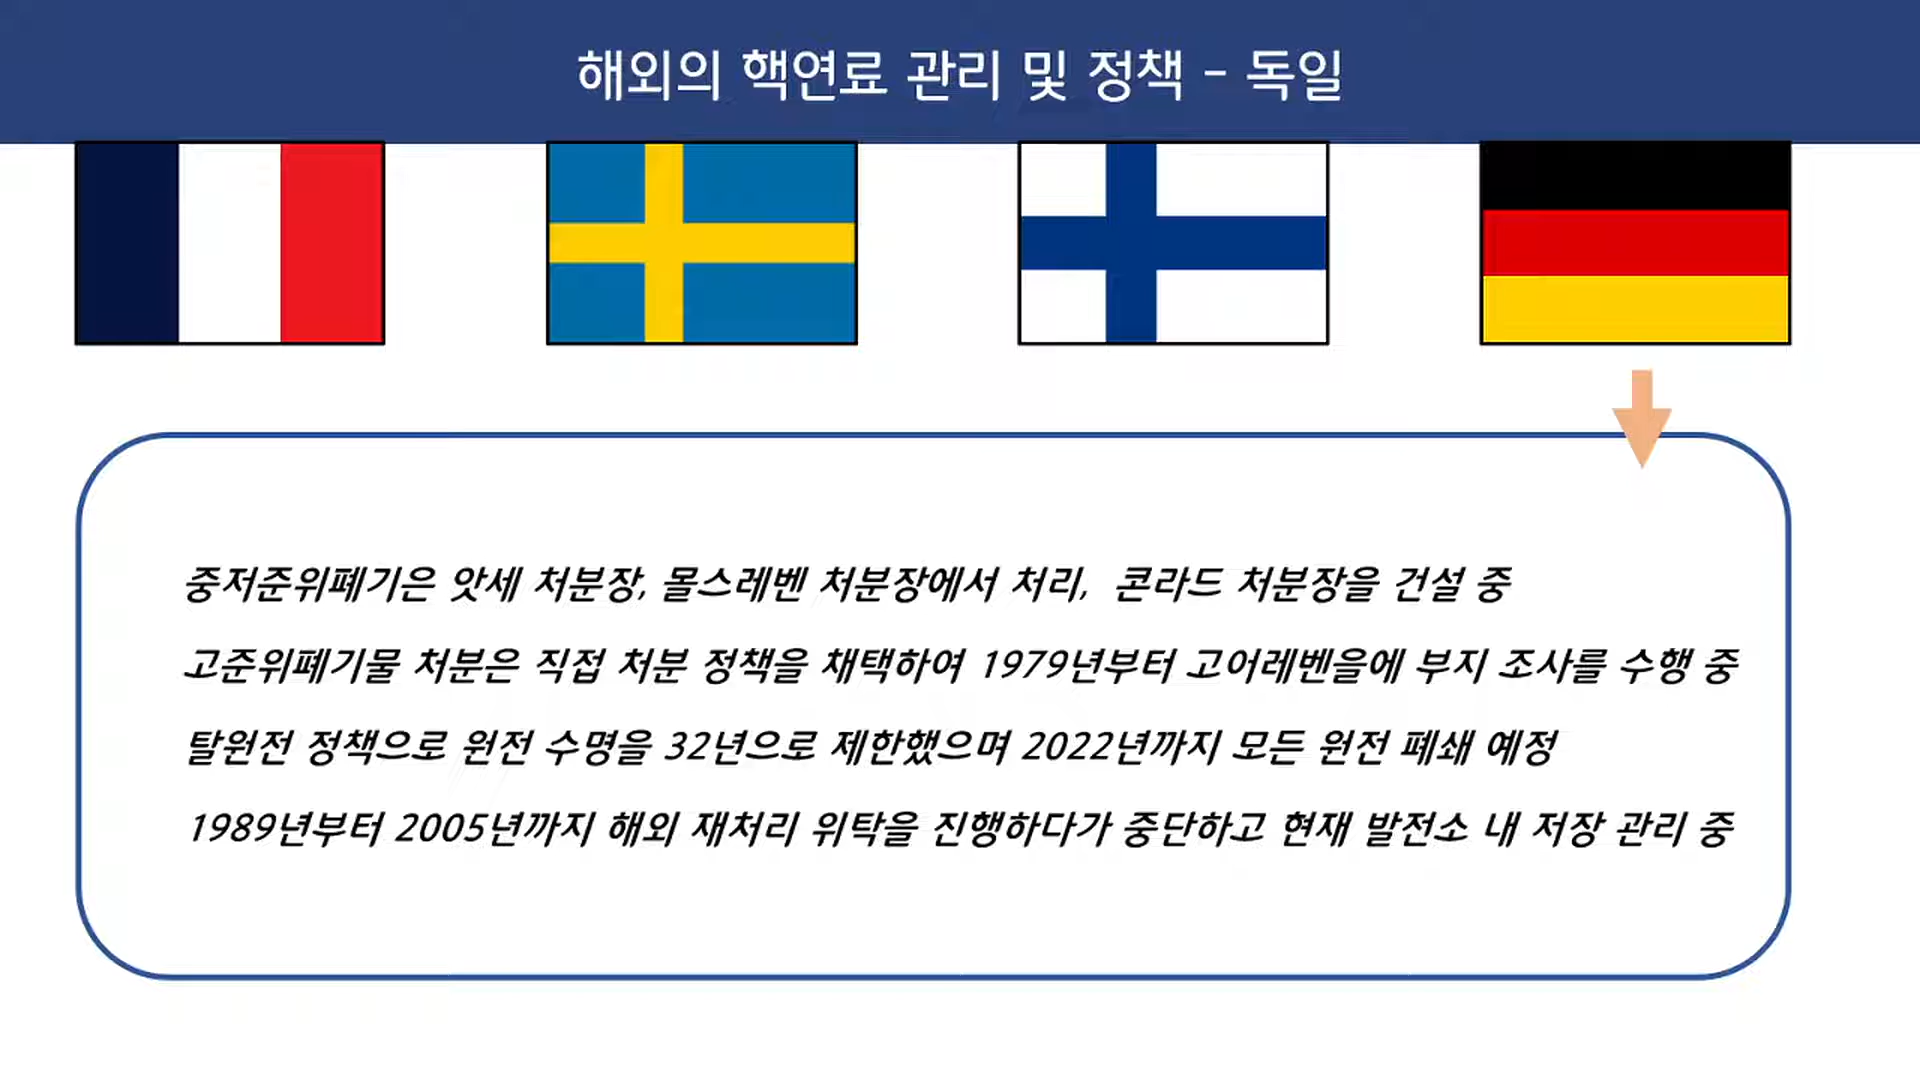 해외의 핵연료 관리 및 정책 - 독일
중저준위폐기은 앗세 처분장, 몰스레벤 처분장에서 처리, 콘라드 처분장을 건설 중
고준위폐기물 처분은 직접 처분 정책을 채택하여 1979년부터 고어레벤을에 부지 조사를 수행 중
탈원전 정책으로 원전 수명을 32년으로 제한했으며 2022년까지 모든 원전 폐쇄 예정
1989년부터 2005년까지 해외 재처리 위탁을 진행하다가 중단하고 현재 발전소 내 저장 관리 중